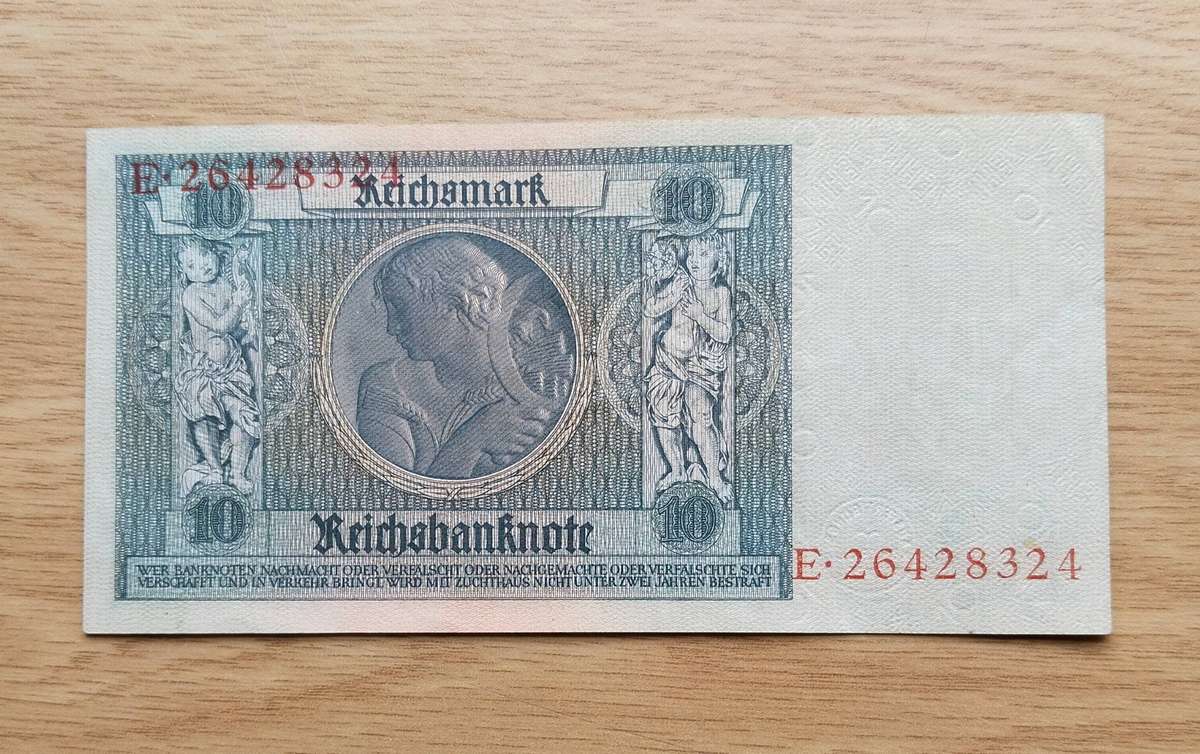 E·26428324
10 Reichsmark 10
10 Reichsbanknote 10
WER BANKNOTEN NACHMACHT ODER VERFÄLSCHT ODER NACHGEMACHTE ODER VERFÄLSCHTE SICH
VERSCHAFFT UND IN VERKEHR BRINGT, WIRD MIT ZUCHTHAUS NICHT UNTER ZWEI JAHREN BESTRAFT
E·26428324